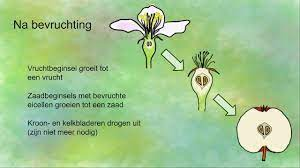 Na bevruchting
Vruchtbeginsel groeit tot
een vrucht
Zaadbeginsels met bevruchte
eicellen groeien tot een zaad
Kroon- en kelkbladeren drogen uit
(zijn niet meer nodig)